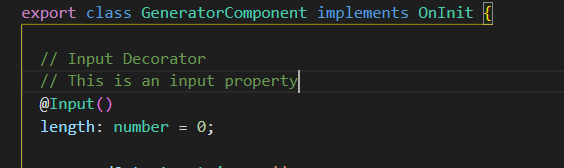 export class GeneratorComponent implements OnInit {
// Input Decorator
// This is an input property
@Input()
length: number = 0;